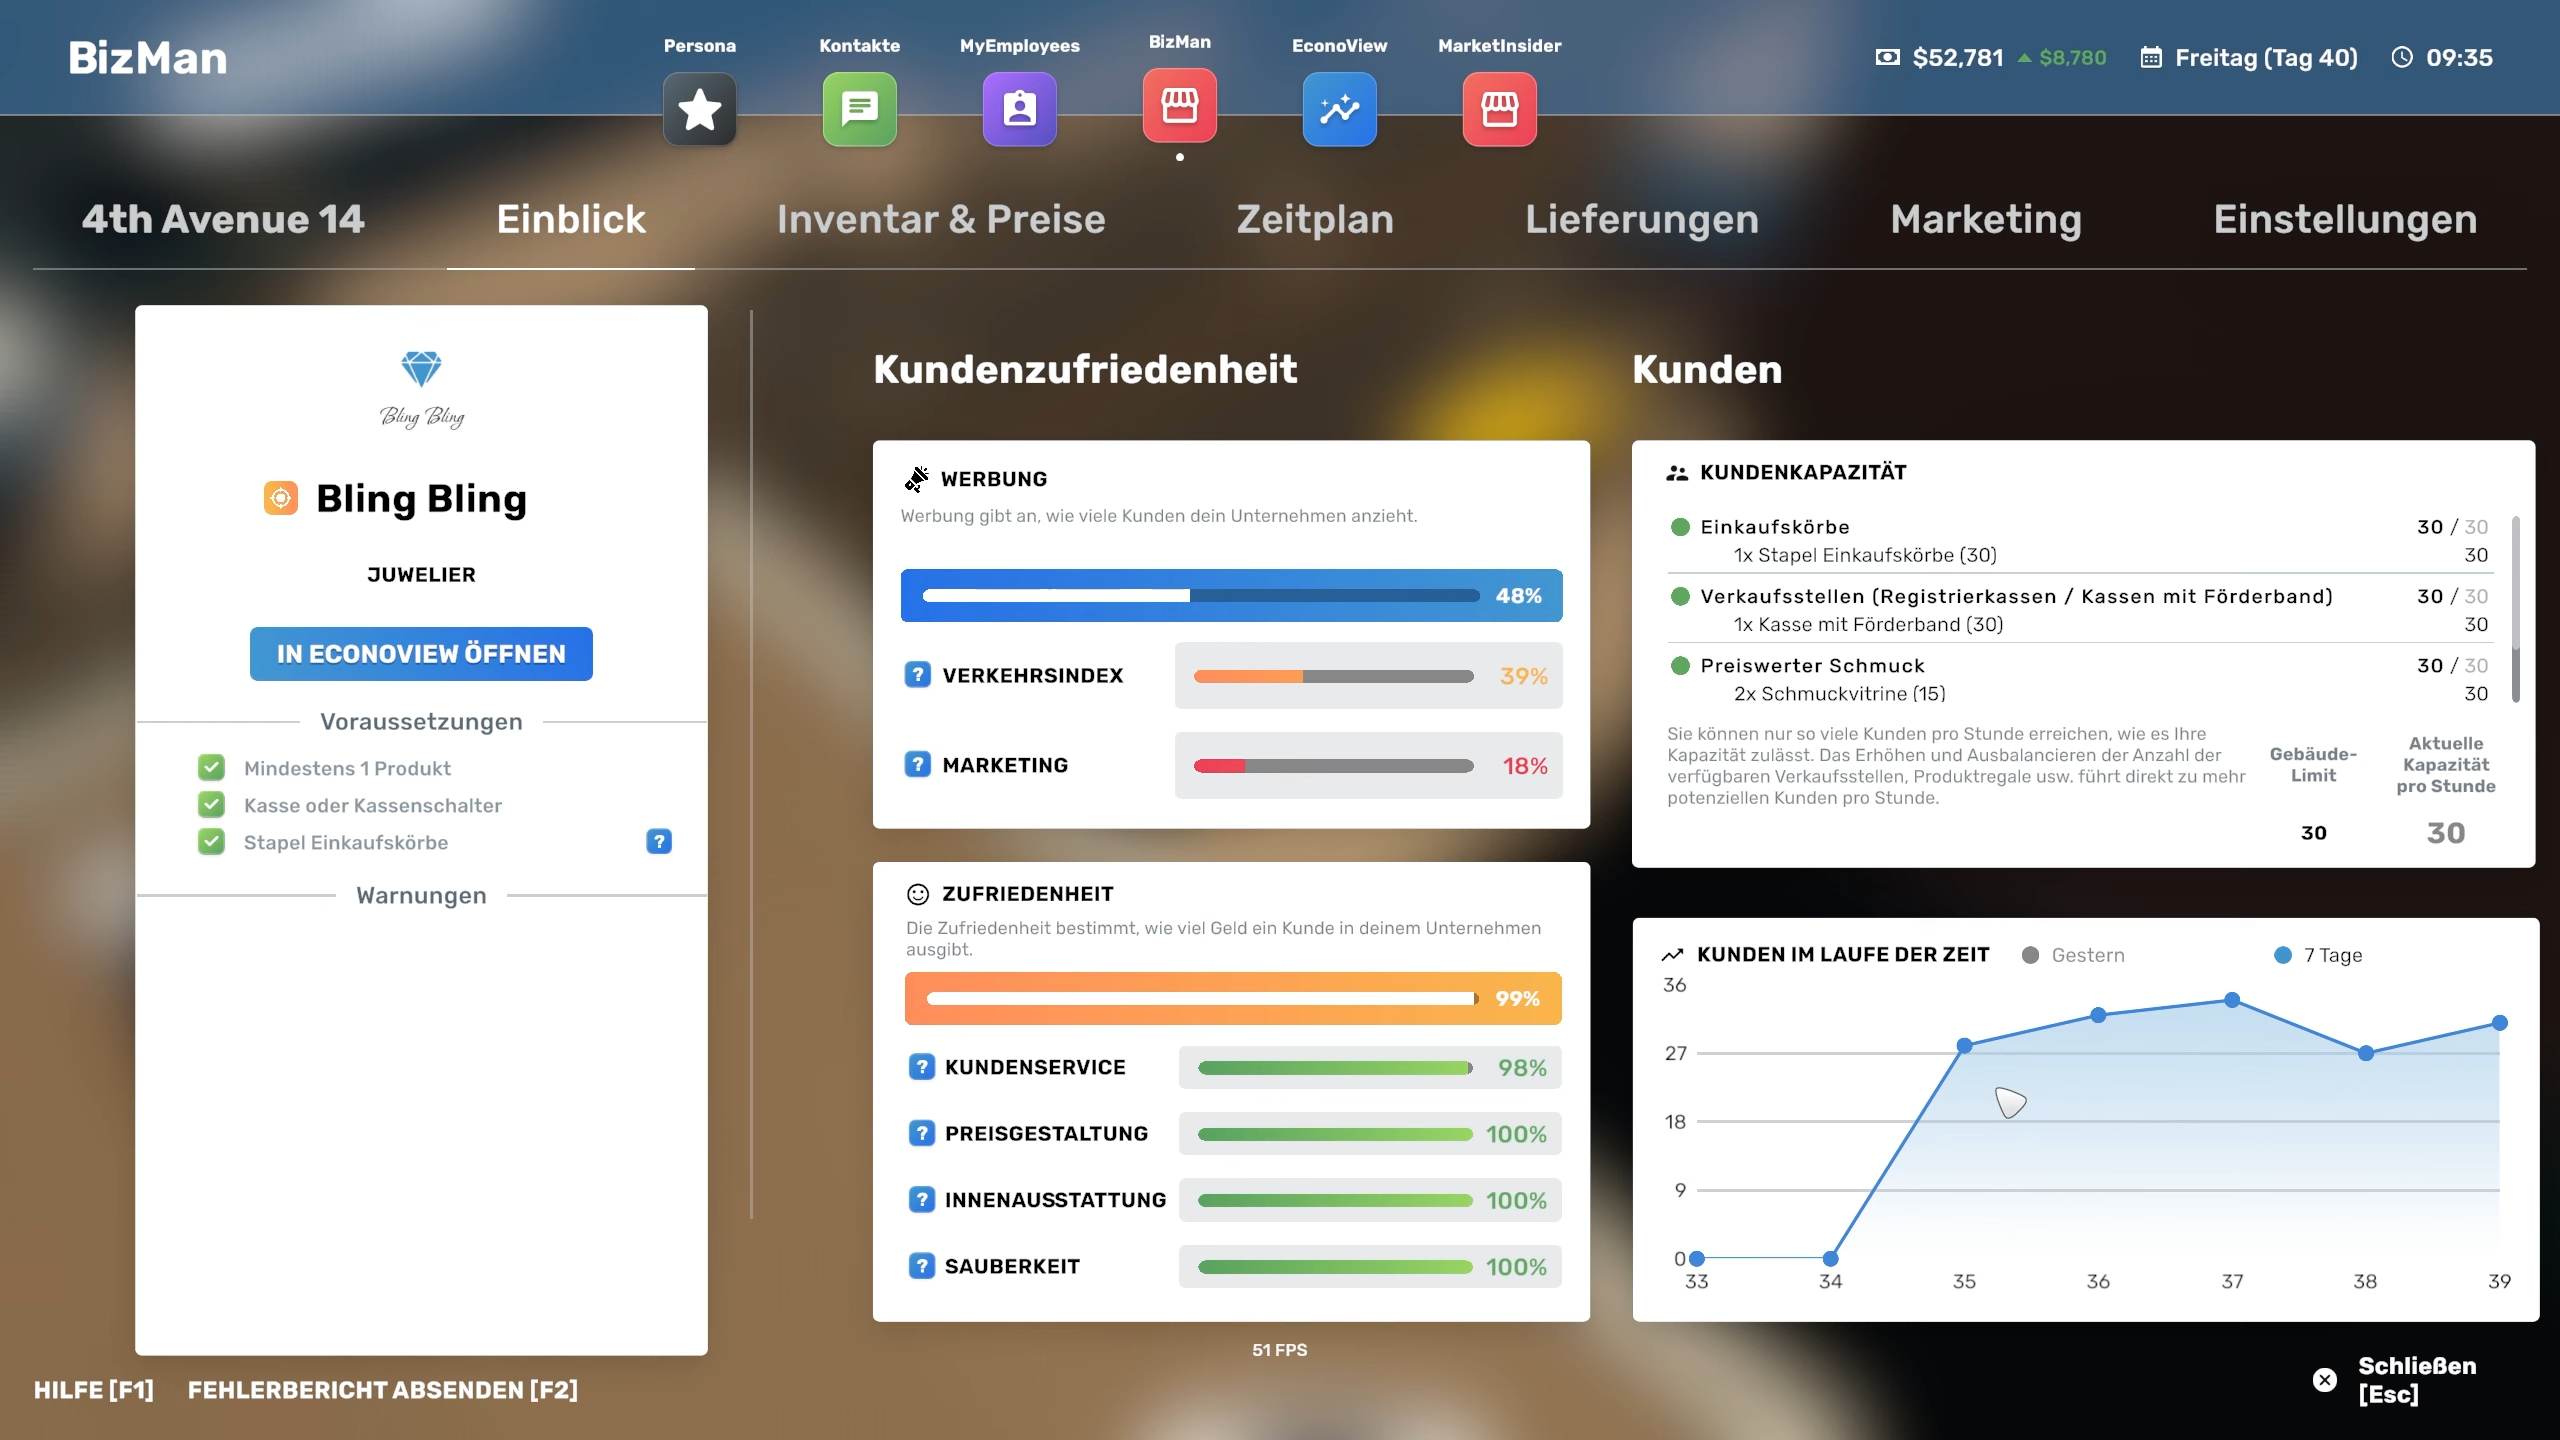 BizMan
Persona
Kontakte
MyEmployees
BizMan
EconoView
MarketInsider
$52,781
$8,780
Freitag (Tag 40)
09:35
4th Avenue 14
Einblick
Inventar & Preise
Zeitplan
Lieferungen
Marketing
Einstellungen
Bling Bling
Bling Bling
JUWELIER
IN ECONOVIEW ÖFFNEN
Voraussetzungen
Mindestens 1 Produkt
Kasse oder Kassenschalter
Stapel Einkaufskörbe
?
Warnungen
Kundenzufriedenheit
WERBUNG
Werbung gibt an, wie viele Kunden dein Unternehmen anzieht.
48%
? VERKEHRSINDEX 39%
? MARKETING 18%
ZUFRIEDENHEIT
Die Zufriedenheit bestimmt, wie viel Geld ein Kunde in deinem Unternehmen
ausgibt.
99%
? KUNDENSERVICE 98%
? PREISGESTALTUNG 100%
? INNENAUSSTATTUNG 100%
? SAUBERKEIT 100%
Kunden
KUNDENKAPAZITÄT
Einkaufskörbe 30 / 30
1x Stapel Einkaufskörbe (30) 30
Verkaufsstellen (Registrierkassen / Kassen mit Förderband) 30 / 30
1x Kasse mit Förderband (30) 30
Preiswerter Schmuck 30 / 30
2x Schmuckvitrine (15) 30
Sie können nur so viele Kunden pro Stunde erreichen, wie es Ihre
Kapazität zulässt. Das Erhöhen und Ausbalancieren der Anzahl der
verfügbaren Verkaufsstellen, Produktregale usw. führt direkt zu mehr
potenziellen Kunden pro Stunde.
Gebäude-
Limit
30
Aktuelle
Kapazität
pro Stunde
30
KUNDEN IM LAUFE DER ZEIT
Gestern
7 Tage
36
27
18
9
0
33 34 35 36 37 38 39
51 FPS
HILFE [F1]
FEHLERBERICHT ABSENDEN [F2]
Schließen
[Esc]